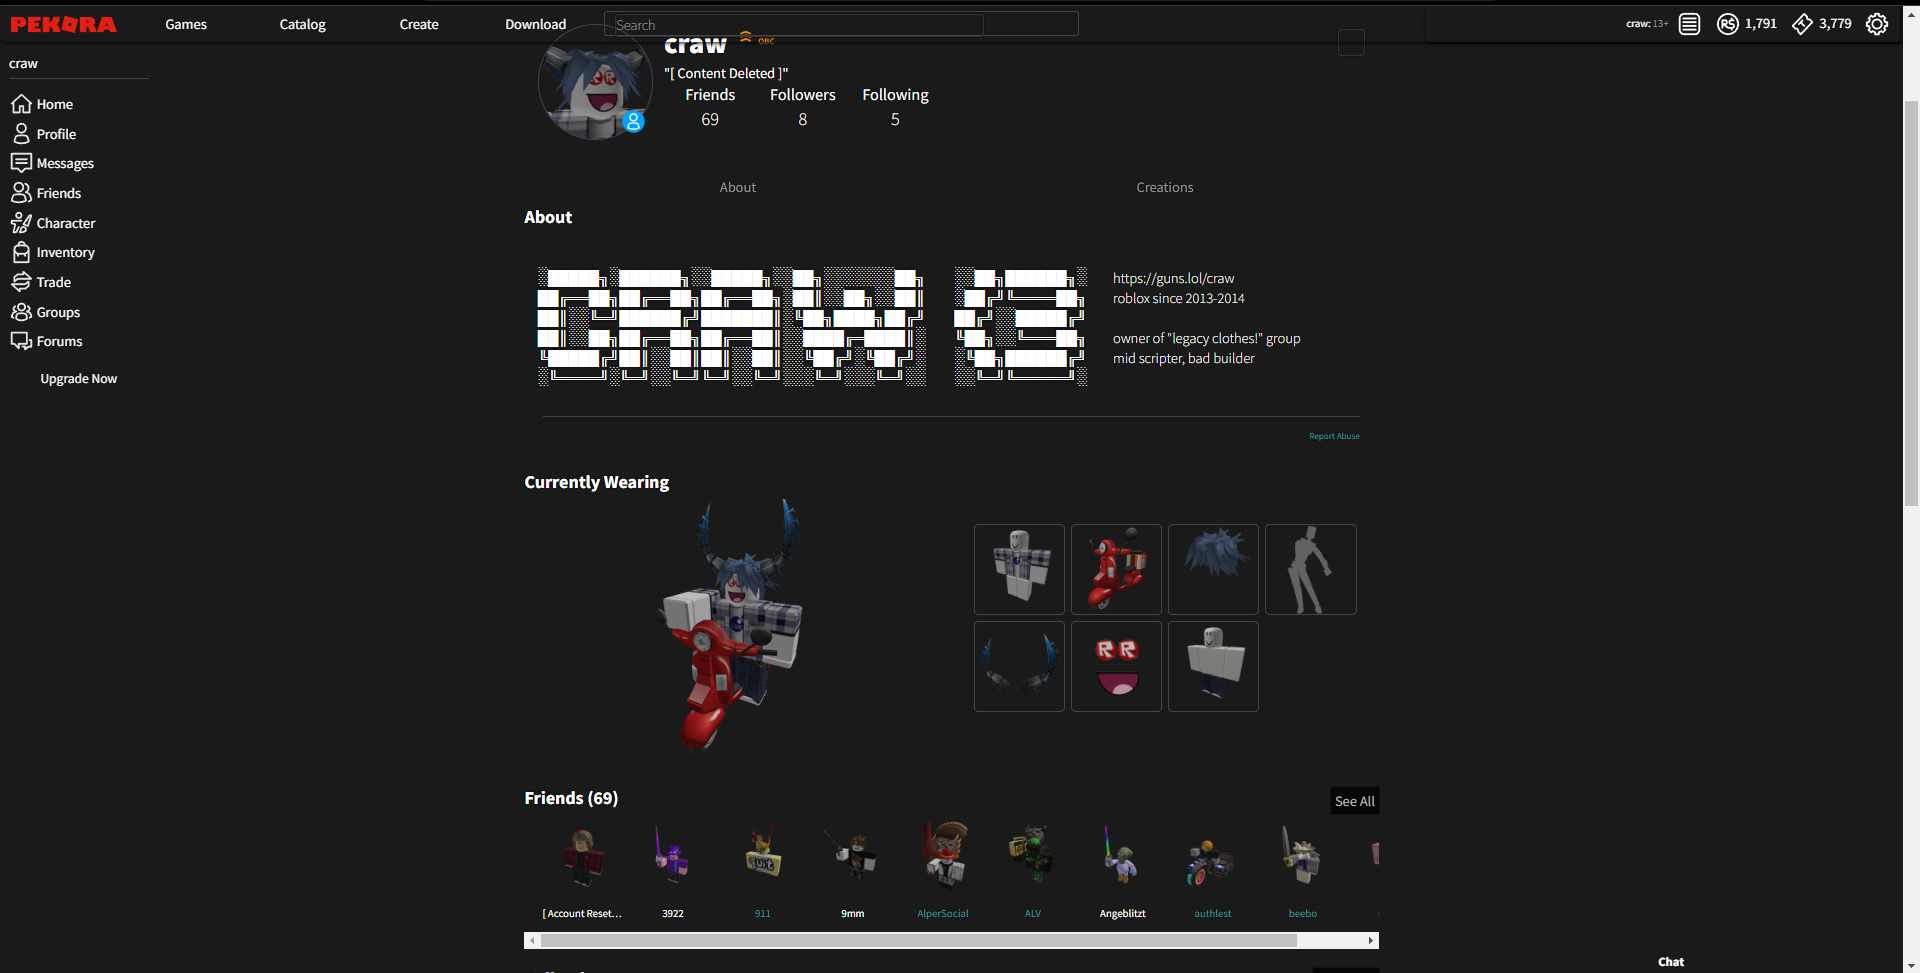 PEKORA Games Catalog Create Download Search craw: 13+ R$ 1,791 3,779
craw
Home
Profile
Messages
Friends
Character
Inventory
Trade
Groups
Forums
Upgrade Now
craw OBC
"[ Content Deleted ]"
Friends Followers Following
69 8 5
About Creations
About
░█████╗░██████╗░░█████╗░░██╗░░░░░░░██╗ ░░██╗██████╗░
██╔══██╗██╔══██╗██╔══██╗░██║░░██╗░░██║ ░██╔╝╚════██╗
██║░░╚═╝██████╔╝███████║░╚██╗████╗██╔╝ ██╔╝░░█████╔╝
██║░░██╗██╔══██╗██╔══██║░░████╔═████║░ ╚██╗░░╚═══██╗
╚█████╔╝██║░░██║██║░░██║░░╚██╔╝░╚██╔╝░ ░╚██╗██████╔╝
░╚════╝░╚═╝░░╚═╝╚═╝░░╚═╝░░░╚═╝░░░╚═╝░░ ░░╚═╝╚═════╝░
https://guns.lol/craw
roblox since 2013-2014
owner of "legacy clothes!" group
mid scripter, bad builder
Report Abuse
Currently Wearing
R R
Friends (69)
See All
[ Account Reset... 3922 911 9mm AlperSocial ALV Angeblitzt authlest beebo
Chat